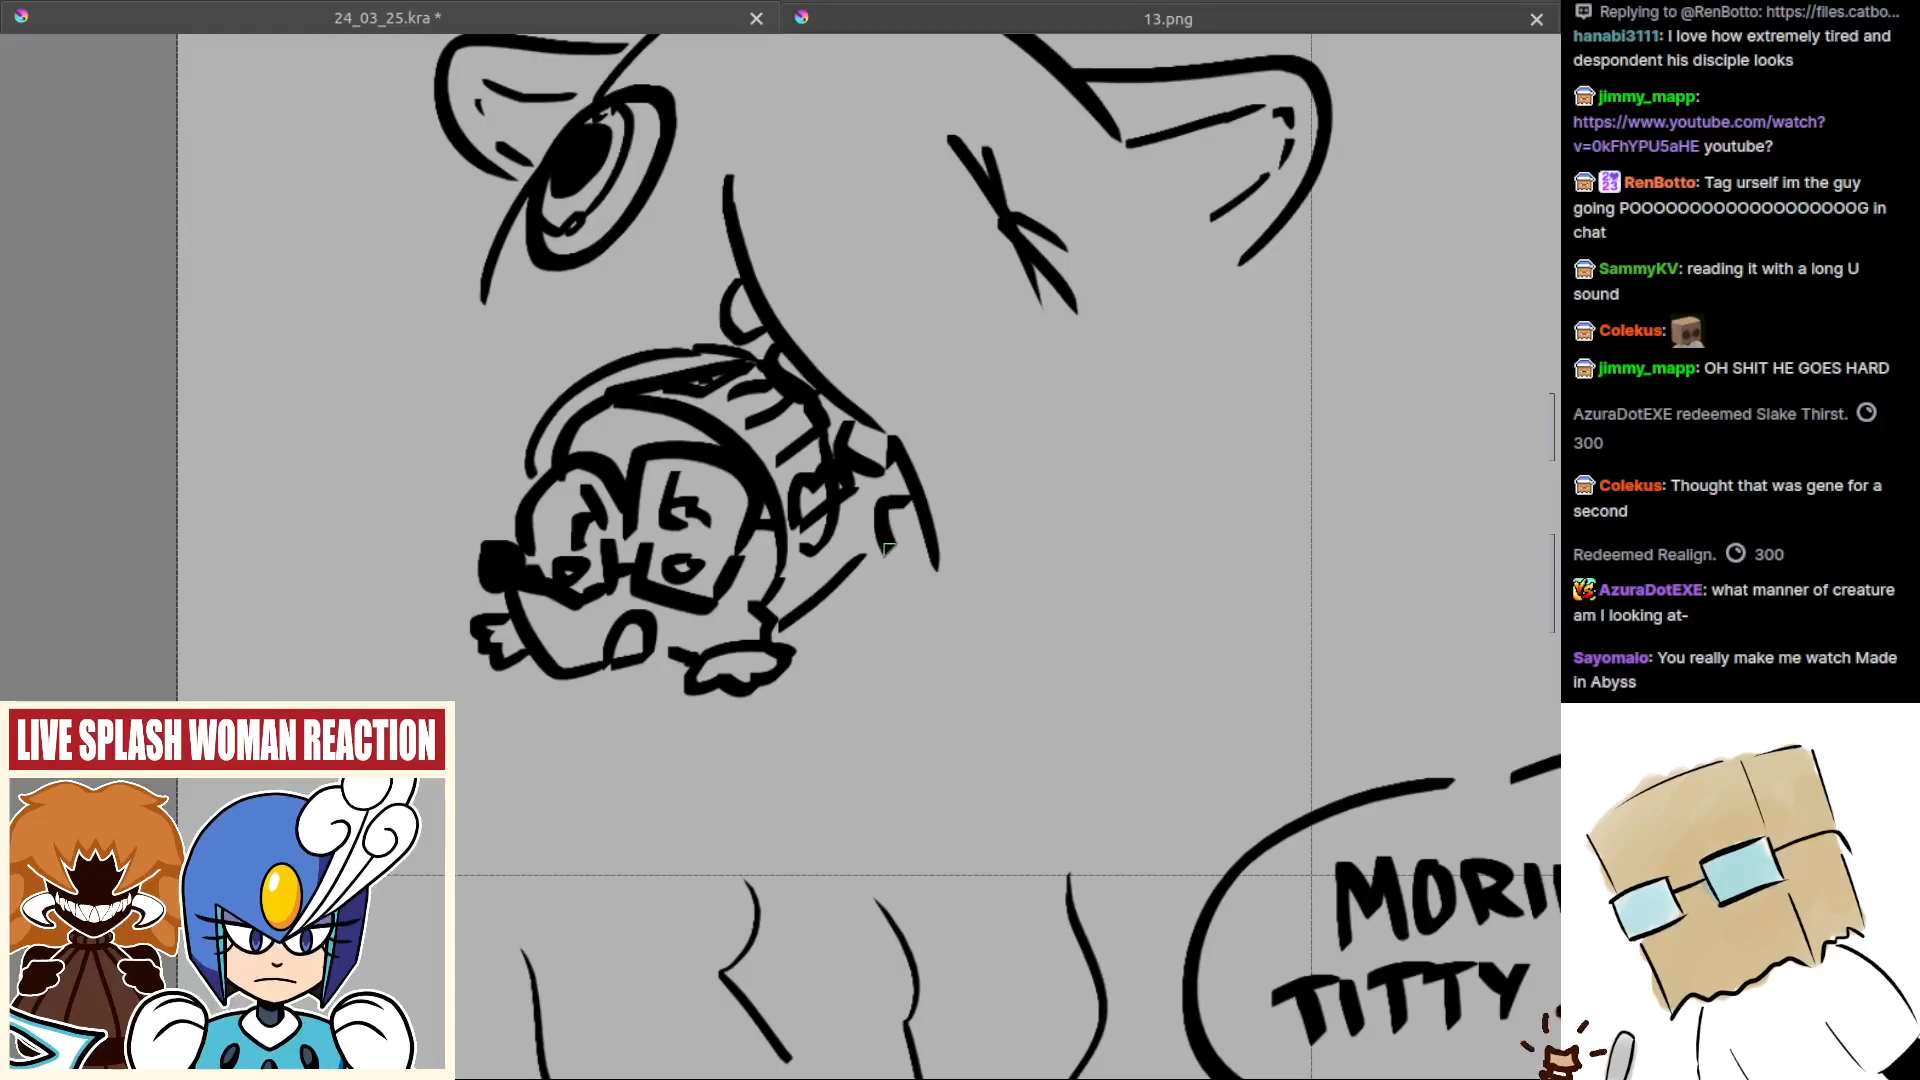 24_03_25.kra *
13.png
Replying to @RenBotto: https://files.catbo...
hanabi3111: I love how extremely tired and
despondent his disciple looks
jimmy_mapp:
https://www.youtube.com/watch?
v=0kFhYPU5aHE youtube?
2023 RenBotto: Tag urself im the guy
going POOOOOOOOOOOOOOOOOOOG in
chat
SammyKV: reading it with a long U
sound
Colekus:
jimmy_mapp: OH SHIT HE GOES HARD
AzuraDotEXE redeemed Slake Thirst.
300
Colekus: Thought that was gene for a
second
Redeemed Realign. 300
VS AzuraDotEXE: what manner of creature
am I looking at-
Sayomaio: You really make me watch Made
in Abyss
LIVE SPLASH WOMAN REACTION
TITTY